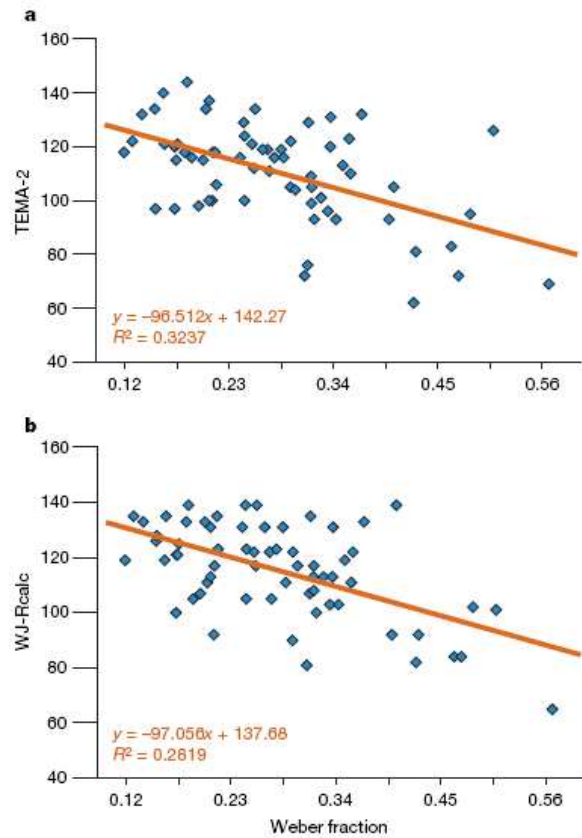 a
160
140
120
100
80
60
40
TEMA-2
y = –96.512x + 142.27
R² = 0.3237
0.12 0.23 0.34 0.45 0.56
b
160
140
120
100
80
60
40
WJ-Rcalc
y = –97.056x + 137.68
R² = 0.2819
0.12 0.23 0.34 0.45 0.56
Weber fraction